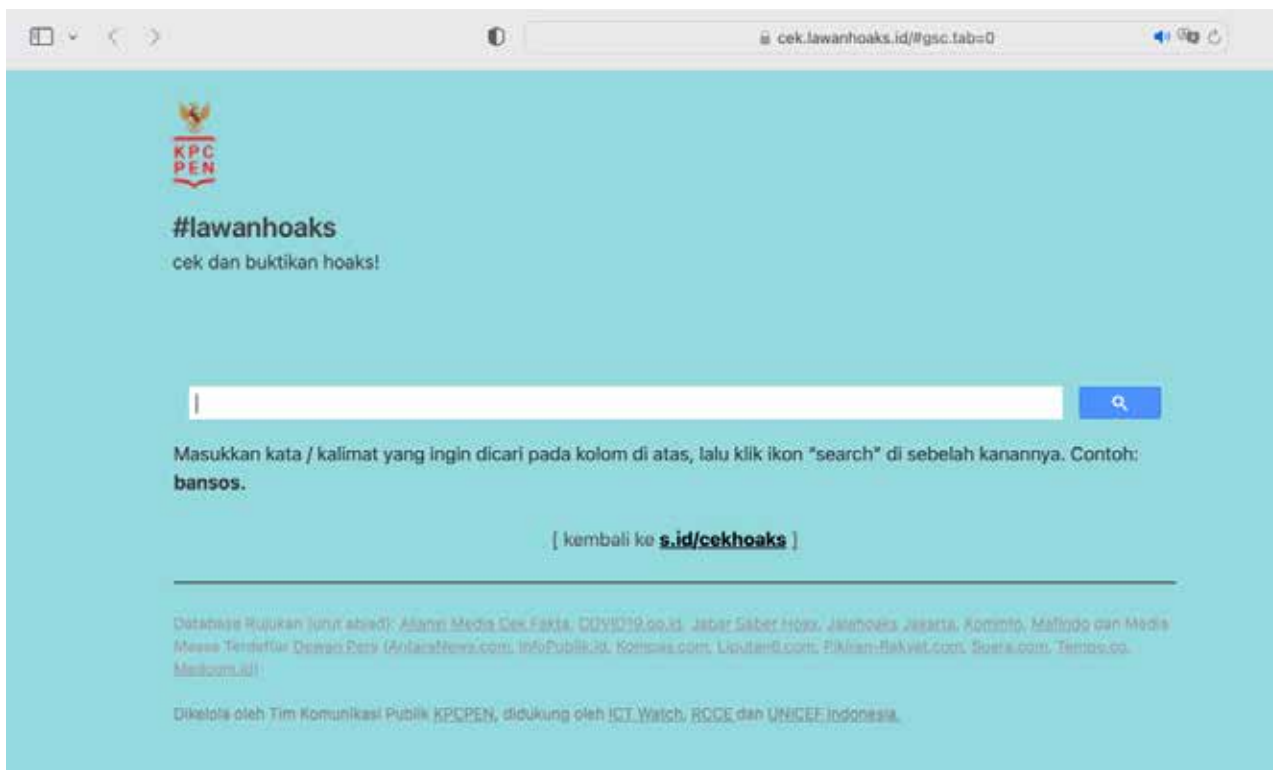 cek.lawanhoaks.id/#gsc.tab=0
KPC
PEN
#lawanhoaks
cek dan buktikan hoaks!
Masukkan kata / kalimat yang ingin dicari pada kolom di atas, lalu klik ikon "search" di sebelah kanannya. Contoh:
bansos.
[ kembali ke s.id/cekhoaks ]
Database Rujukan (urut abjad): Aliansi Media Cek Fakta, COVID19.go.id, Jabar Saber Hoax, Jalahoaks Jakarta, Kominfo, Mafindo dan Media
Massa Terdaftar Dewan Pers (AntaraNews.com, InfoPublik.id, Kompas.com, Liputan6.com, Pikiran-Rakyat.com, Suara.com, Tempo.co,
Medcom.id)
Dikelola oleh Tim Komunikasi Publik KPCPEN, didukung oleh ICT Watch, RCCE dan UNICEF Indonesia.